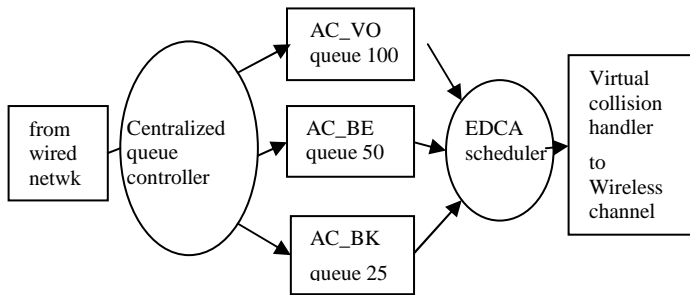 from
wired
netwk
Centralized
queue
controller
AC_VO
queue 100
AC_BE
queue 50
AC_BK
queue 25
EDCA
scheduler
Virtual
collision
handler
to
Wireless
channel